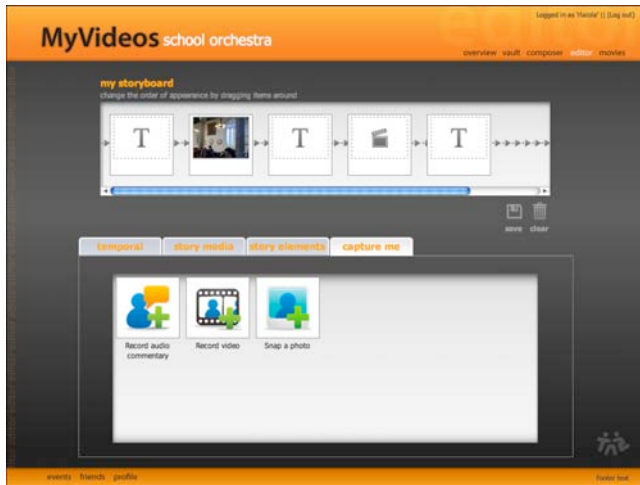 Logged in as (Log out)
MyVideos school orchestra
overview vault composer editor movies
my storyboard
change the order of appearance by dragging items around
T
T
T
save clear
temporal story media story elements capture me
Record audio
commentary
Record video
Snap a photo
events friends profile
Footer text